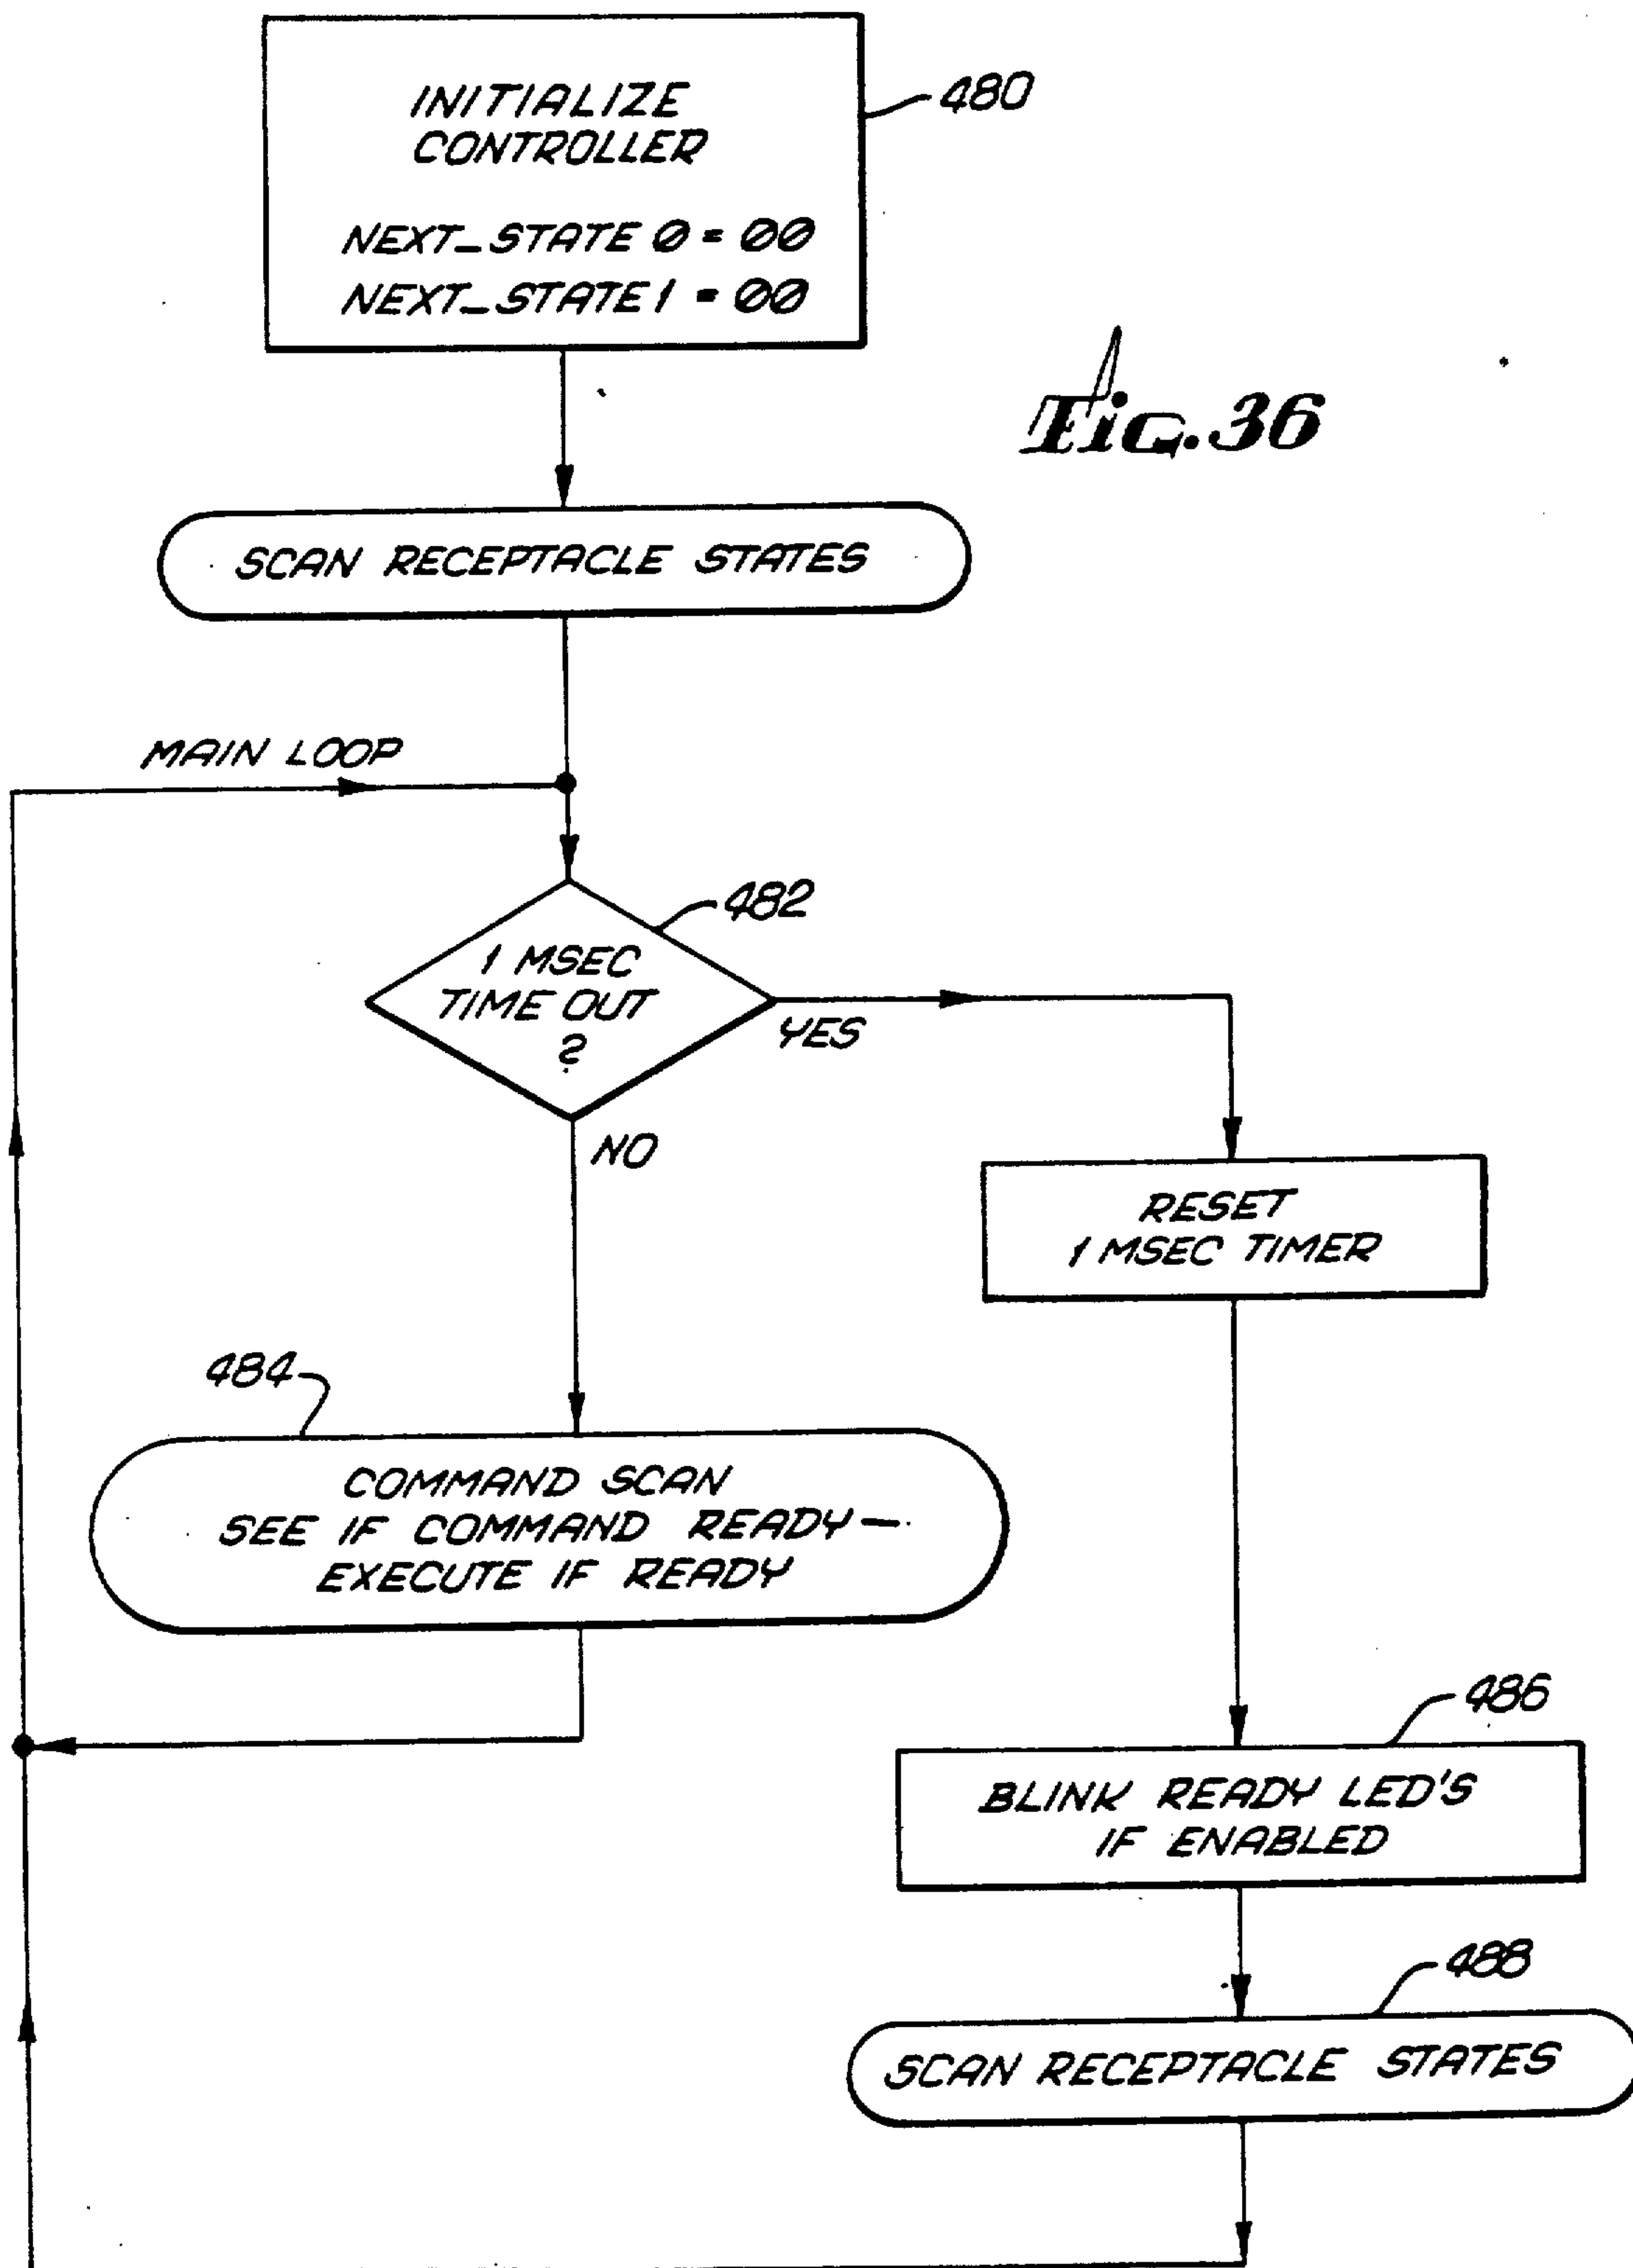 INITIALIZE
CONTROLLER
NEXT_STATE 0 = 00
NEXT_STATE 1 = 00
480
Fig. 36
SCAN RECEPTACLE STATES
MAIN LOOP
482
1 MSEC
TIME OUT
?
YES
NO
RESET
1 MSEC TIMER
484
COMMAND SCAN
SEE IF COMMAND READY —
EXECUTE IF READY
486
BLINK READY LED'S
IF ENABLED
488
SCAN RECEPTACLE STATES